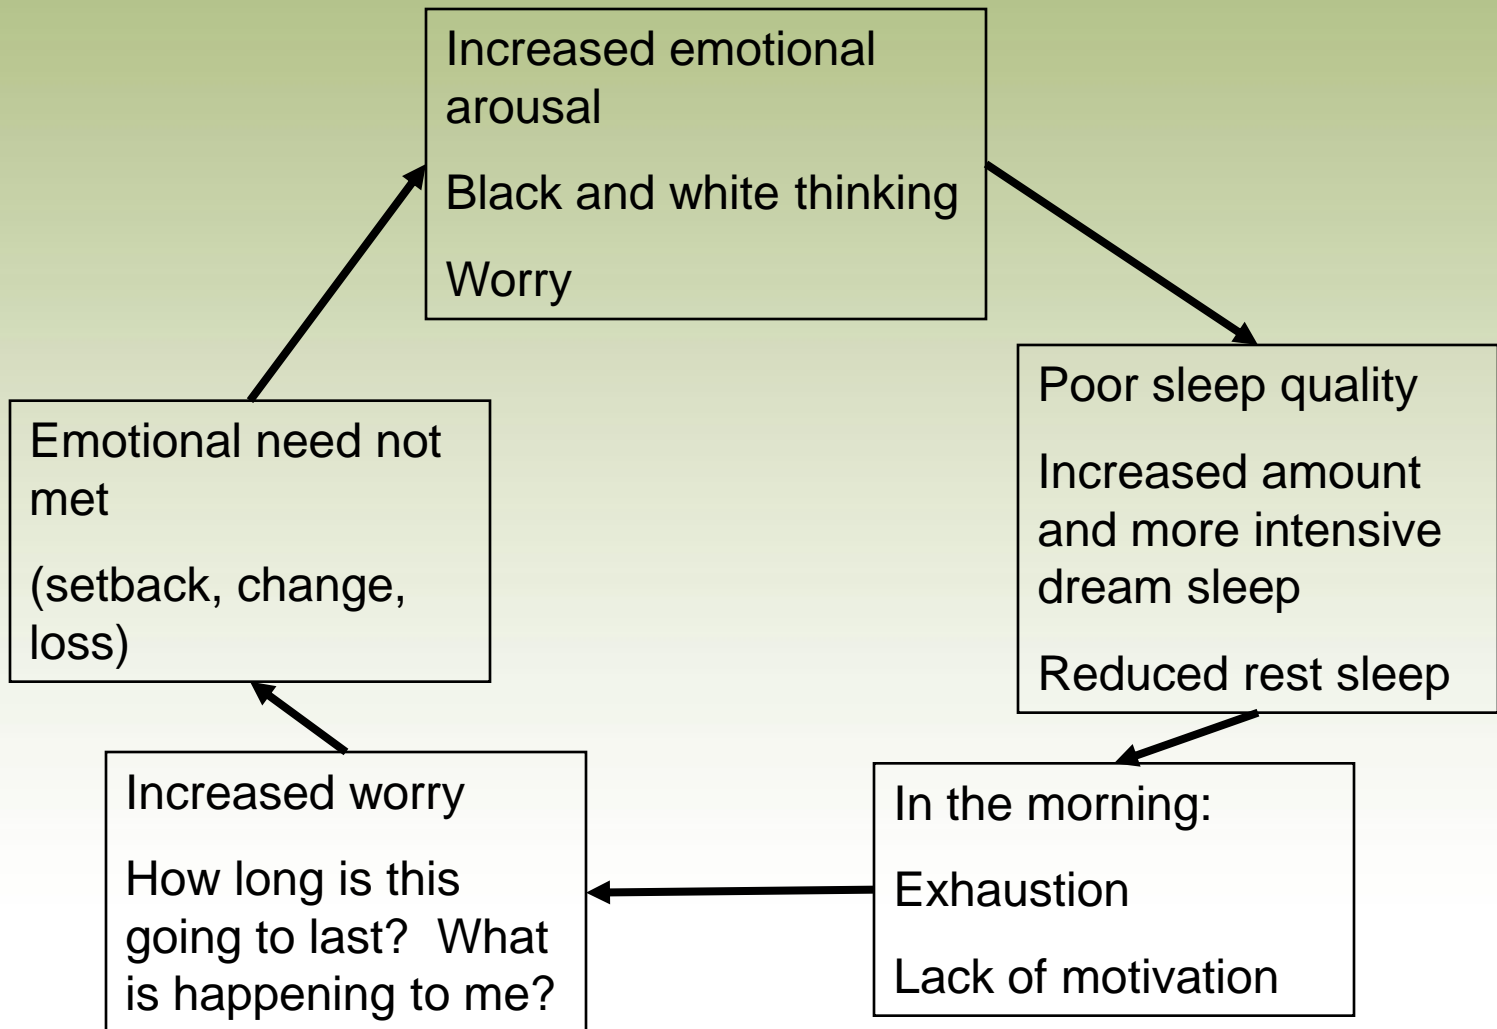 Increased emotional
arousal
Black and white thinking
Worry
Poor sleep quality
Increased amount
and more intensive
dream sleep
Reduced rest sleep
In the morning:
Exhaustion
Lack of motivation
Increased worry
How long is this
going to last?  What
is happening to me?
Emotional need not
met
(setback, change,
loss)